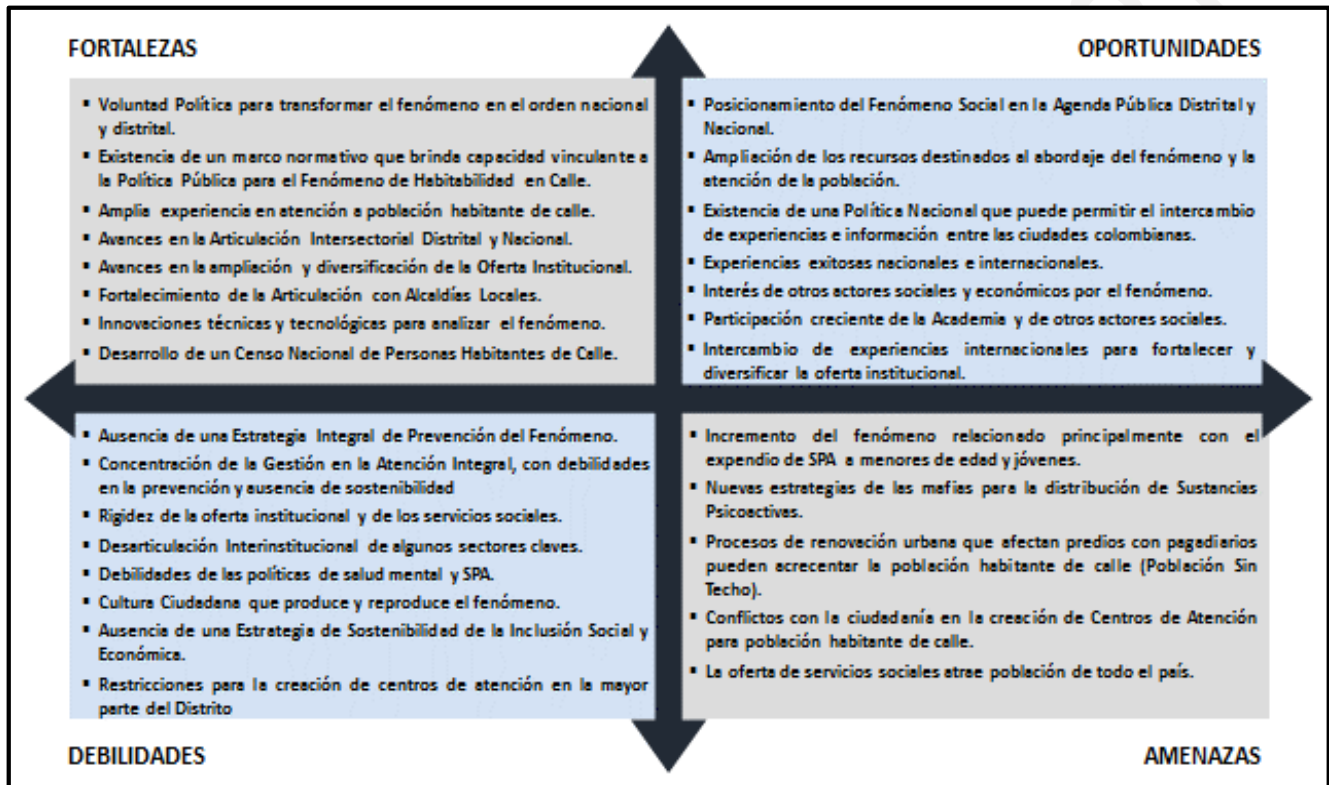 FORTALEZAS
▪ Voluntad Política para transformar el fenómeno en el orden nacional
y distrital.
▪ Existencia de un marco normativo que brinda capacidad vinculante a
la Política Pública para el Fenómeno de Habitabilidad en Calle.
▪ Amplia experiencia en atención a población habitante de calle.
▪ Avances en la Articulación Intersectorial Distrital y Nacional.
▪ Avances en la ampliación y diversificación de la Oferta Institucional.
▪ Fortalecimiento de la Articulación con Alcaldías Locales.
▪ Innovaciones técnicas y tecnológicas para analizar el fenómeno.
▪ Desarrollo de un Censo Nacional de Personas Habitantes de Calle.
OPORTUNIDADES
▪ Posicionamiento del Fenómeno Social en la Agenda Pública Distrital y
Nacional.
▪ Ampliación de los recursos destinados al abordaje del fenómeno y la
atención de la población.
▪ Existencia de una Política Nacional que puede permitir el intercambio
de experiencias e información entre las ciudades colombianas.
▪ Experiencias exitosas nacionales e internacionales.
▪ Interés de otros actores sociales y económicos por el fenómeno.
▪ Participación creciente de la Academia y de otros actores sociales.
▪ Intercambio de experiencias internacionales para fortalecer y
diversificar la oferta institucional.
▪ Ausencia de una Estrategia Integral de Prevención del Fenómeno.
▪ Concentración de la Gestión en la Atención Integral, con debilidades
en la prevención y ausencia de sostenibilidad
▪ Rigidez de la oferta institucional y de los servicios sociales.
▪ Desarticulación Interinstitucional de algunos sectores claves.
▪ Debilidades de las políticas de salud mental y SPA.
▪ Cultura Ciudadana que produce y reproduce el fenómeno.
▪ Ausencia de una Estrategia de Sostenibilidad de la Inclusión Social y
Económica.
▪ Restricciones para la creación de centros de atención en la mayor
parte del Distrito
DEBILIDADES
▪ Incremento del fenómeno relacionado principalmente con el
expendio de SPA a menores de edad y jóvenes.
▪ Nuevas estrategias de las mafias para la distribución de Sustancias
Psicoactivas.
▪ Procesos de renovación urbana que afectan predios con pagadiarios
pueden acrecentar la población habitante de calle (Población Sin
Techo).
▪ Conflictos con la ciudadanía en la creación de Centros de Atención
para población habitante de calle.
▪ La oferta de servicios sociales atrae población de todo el país.
AMENAZAS